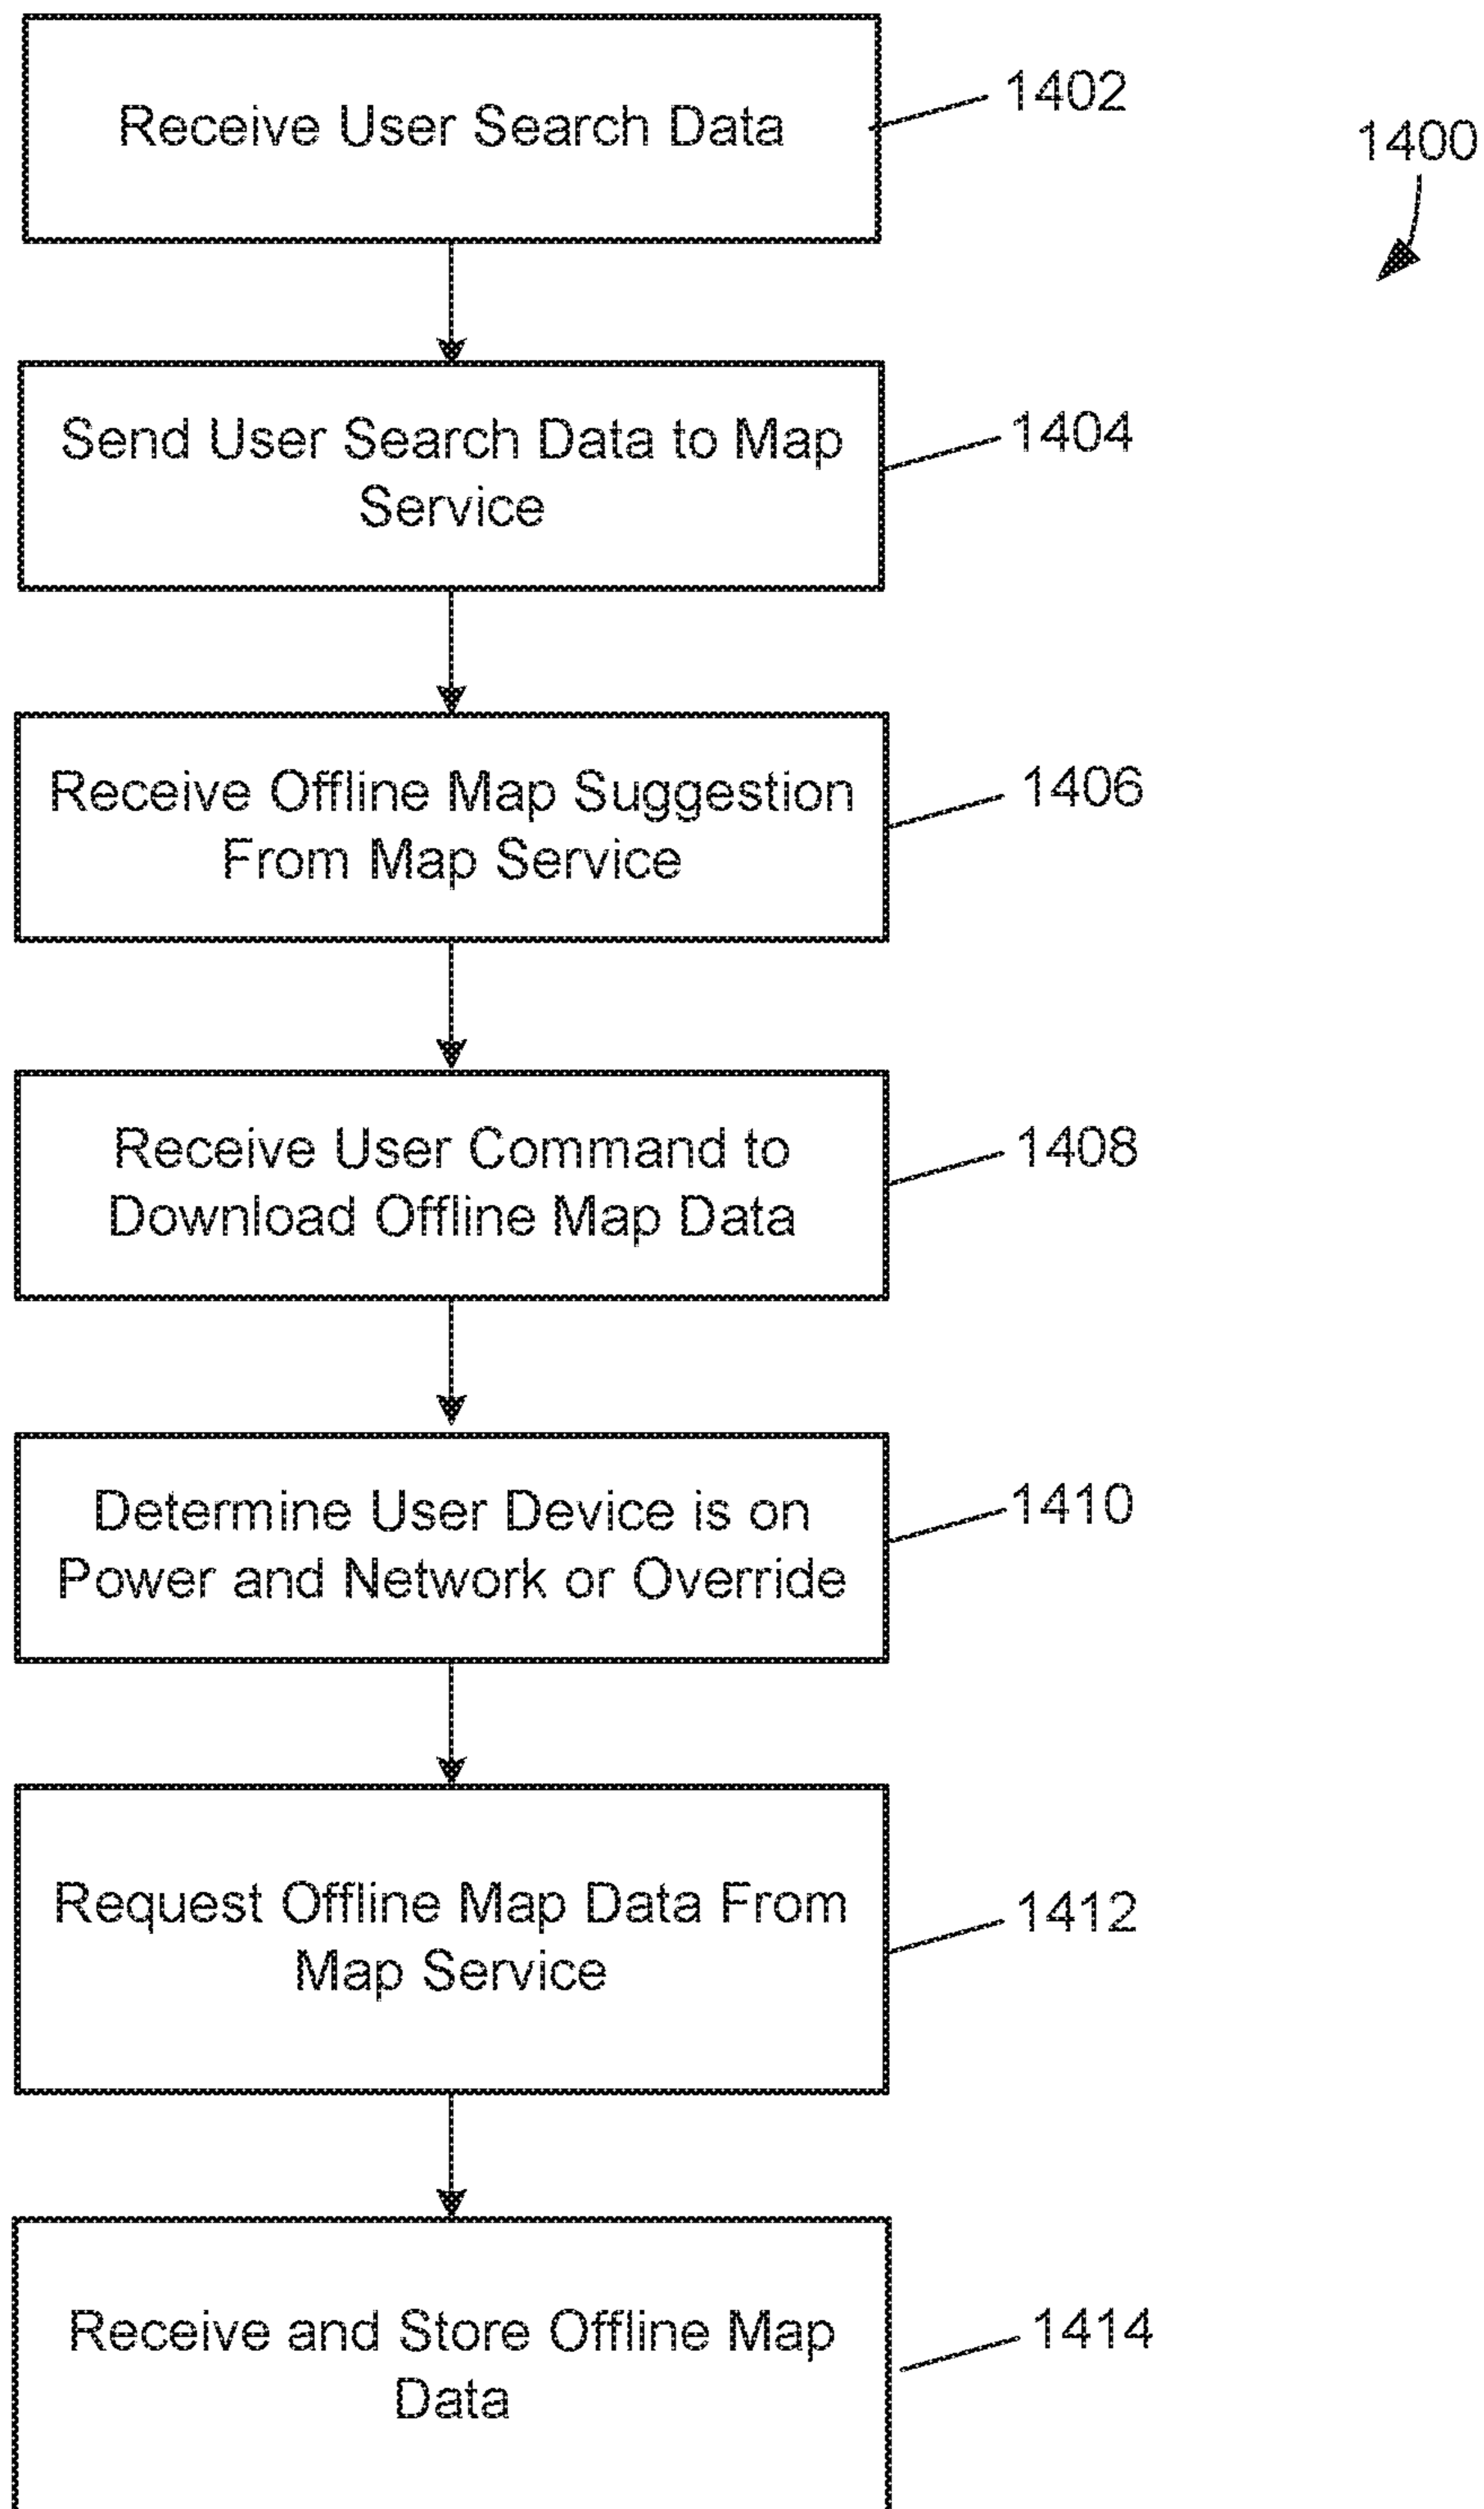 Receive User Search Data
1402
1400
Send User Search Data to Map
Service
1404
Receive Offline Map Suggestion
From Map Service
1406
Receive User Command to
Download Offline Map Data
1408
Determine User Device is on
Power and Network or Override
1410
Request Offline Map Data From
Map Service
1412
Receive and Store Offline Map
Data
1414